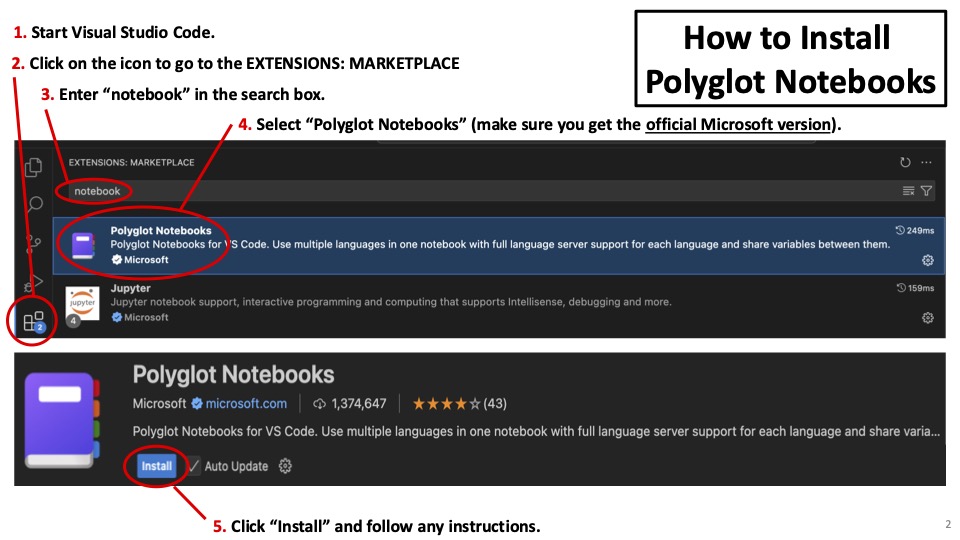 1. Start Visual Studio Code.
2. Click on the icon to go to the EXTENSIONS: MARKETPLACE
3. Enter “notebook” in the search box.
How to Install
Polyglot Notebooks
4. Select “Polyglot Notebooks” (make sure you get the official Microsoft version).
EXTENSIONS: MARKETPLACE
notebook
Polyglot Notebooks
249ms
Polyglot Notebooks for VS Code. Use multiple languages in one notebook with full language server support for each language and share variables between them.
Microsoft
Jupyter
159ms
Jupyter notebook support, interactive programming and computing that supports Intellisense, debugging and more.
Microsoft
jupyter
4
2
Polyglot Notebooks
Microsoft microsoft.com 1,374,647 (43)
Polyglot Notebooks for VS Code. Use multiple languages in one notebook with full language server support for each language and share varia...
Install Auto Update
5. Click “Install” and follow any instructions.
2